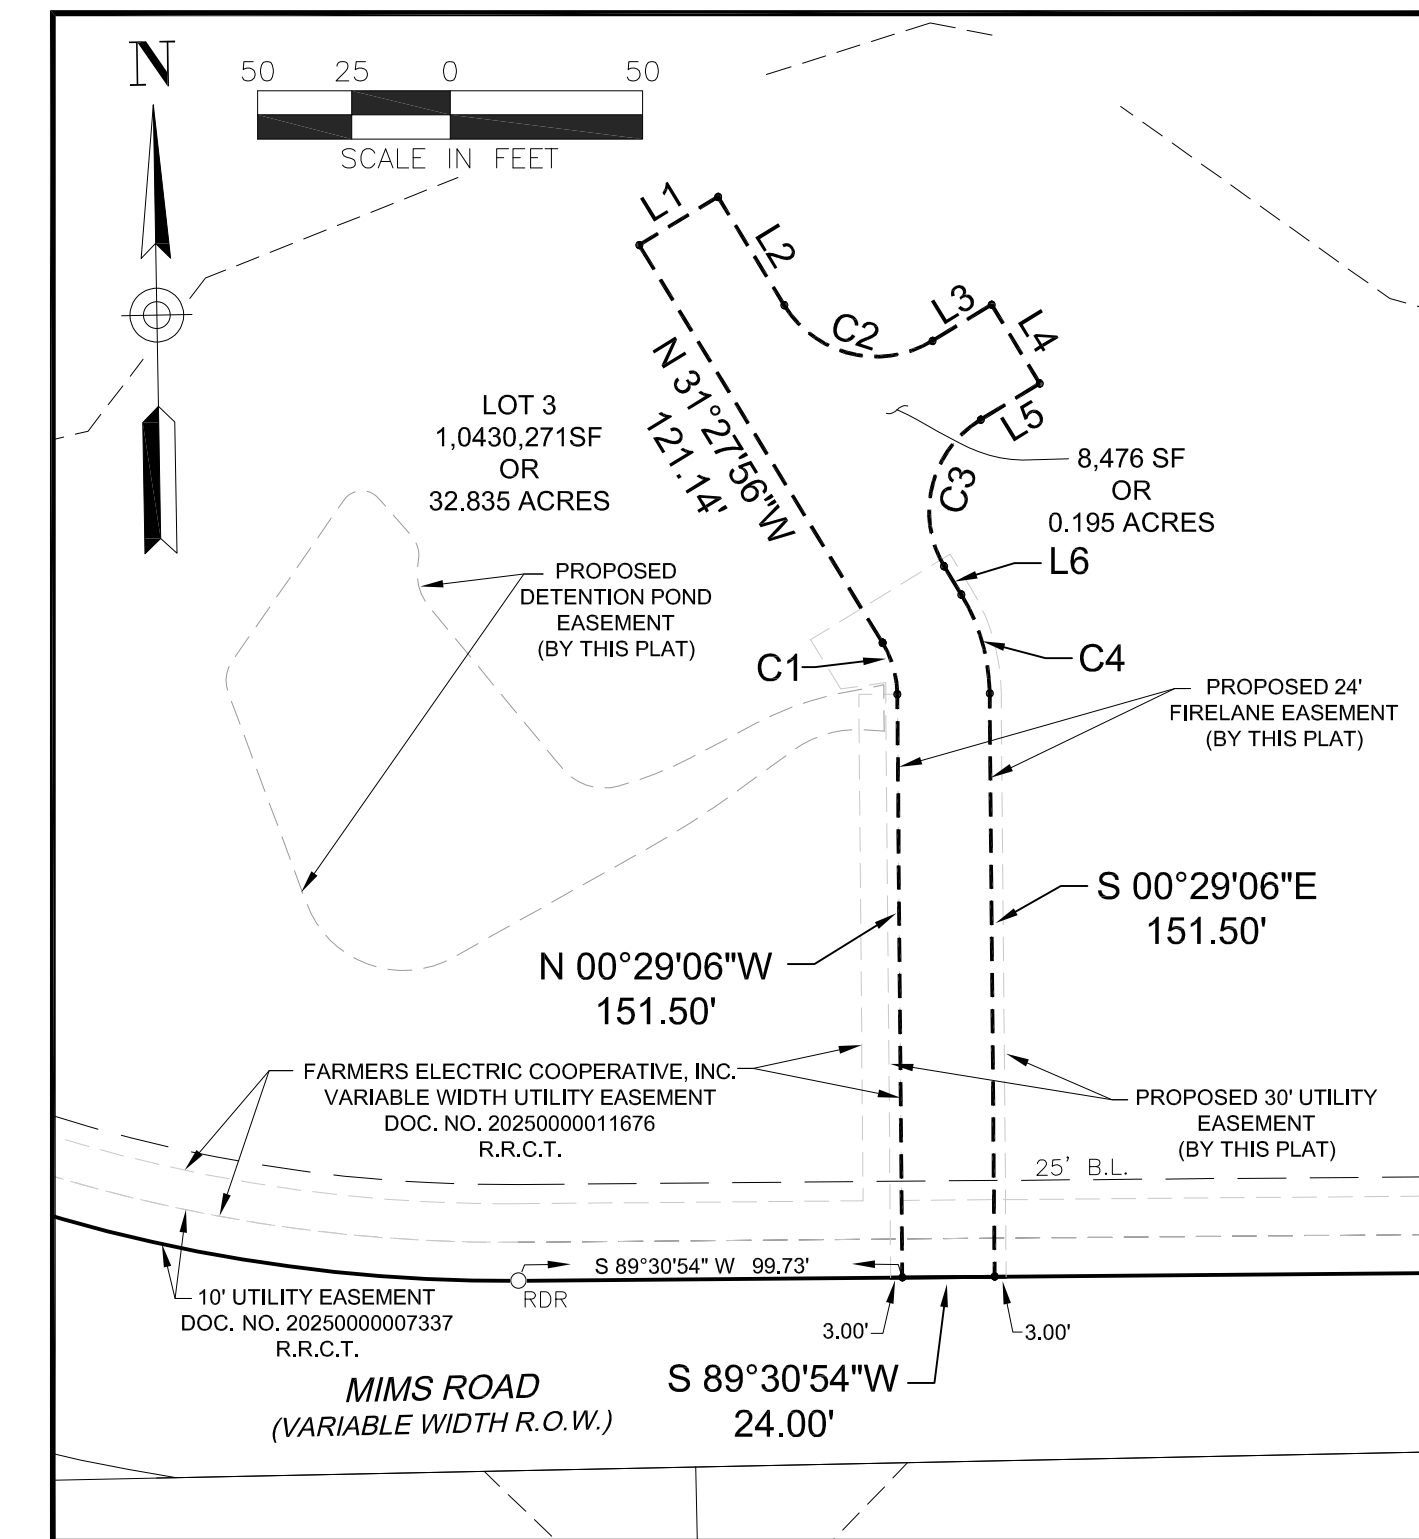 N
50 25 0 50
SCALE IN FEET
L1
L2
L3
L4
C2
L5
N 31°27'56"W
121.14'
LOT 3
1,0430,271SF
OR
32.835 ACRES
C3
8,476 SF
OR
0.195 ACRES
L6
PROPOSED
DETENTION POND
EASEMENT
(BY THIS PLAT)
C1
C4
PROPOSED 24'
FIRELANE EASEMENT
(BY THIS PLAT)
S 00°29'06"E
151.50'
N 00°29'06"W
151.50'
FARMERS ELECTRIC COOPERATIVE, INC.
VARIABLE WIDTH UTILITY EASEMENT
DOC. NO. 20250000011676
R.R.C.T.
PROPOSED 30' UTILITY
EASEMENT
(BY THIS PLAT)
25' B.L.
S 89°30'54" W 99.73'
RDR
10' UTILITY EASEMENT
DOC. NO. 20250000007337
R.R.C.T.
3.00'
3.00'
MIMS ROAD
(VARIABLE WIDTH R.O.W.)
S 89°30'54"W
24.00'